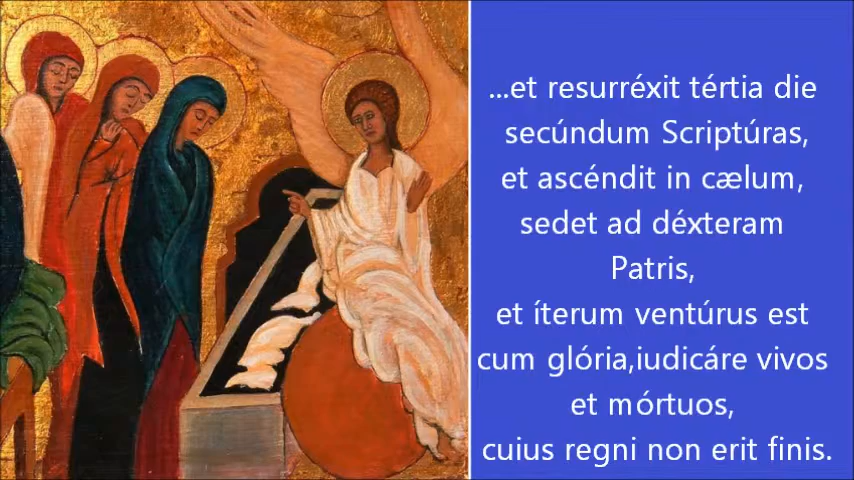 ...et resurréxit tértia die
secúndum Scriptúras,
et ascéndit in cælum,
sedet ad déxteram
Patris,
et íterum ventúrus est
cum glória,iudicáre vivos
et mórtuos,
cuius regni non erit finis.